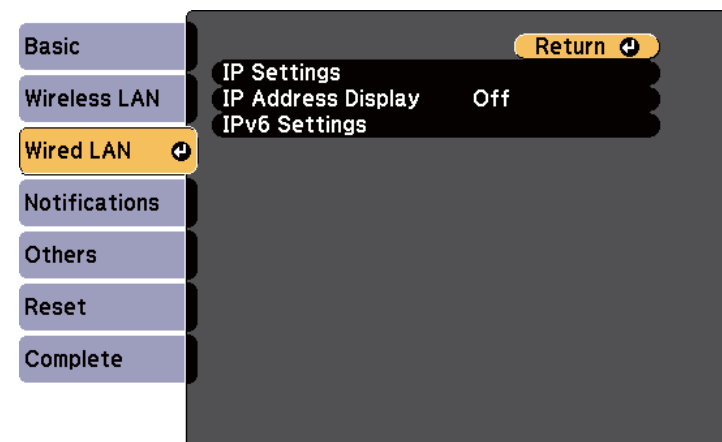 Basic
Wireless LAN
Wired LAN
Notifications
Others
Reset
Complete
Return
IP Settings
IP Address Display Off
IPv6 Settings